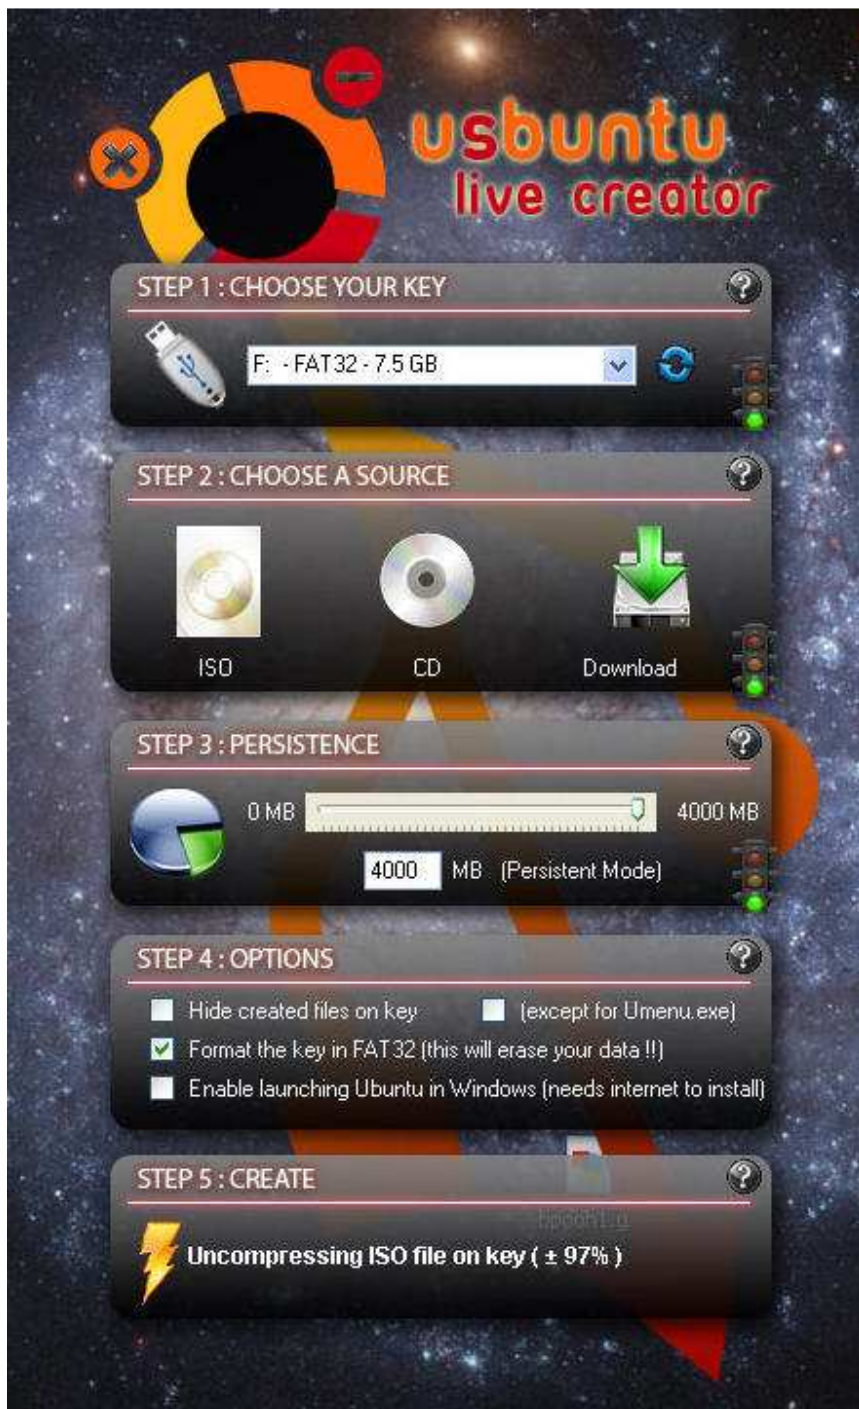 usbuntu
live creator
STEP 1 : CHOOSE YOUR KEY
F: - FAT32 - 7.5 GB
STEP 2 : CHOOSE A SOURCE
ISO CD Download
STEP 3 : PERSISTENCE
0 MB 4000 MB
4000 MB (Persistent Mode)
STEP 4 : OPTIONS
Hide created files on key (except for Umenu.exe)
Format the key in FAT32 (this will erase your data !!)
Enable launching Ubuntu in Windows (needs internet to install)
STEP 5 : CREATE
Uncompressing ISO file on key ( ± 97% )